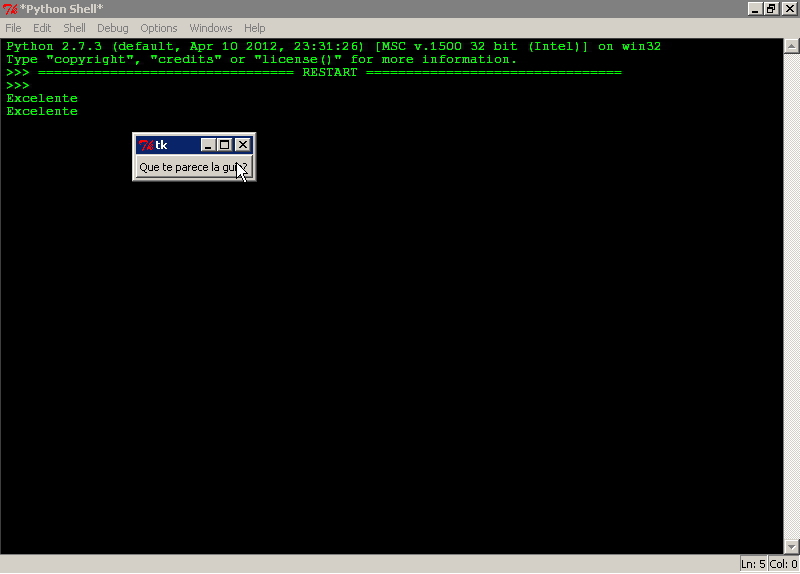 *Python Shell*
File Edit Shell Debug Options Windows Help
Python 2.7.3 (default, Apr 10 2012, 23:31:26) [MSC v.1500 32 bit (Intel)] on win32
Type "copyright", "credits" or "license()" for more information.
>>> ================================ RESTART ================================
>>>
Excelente
Excelente
tk
Que te parece la guia?
Ln: 5 Col: 0